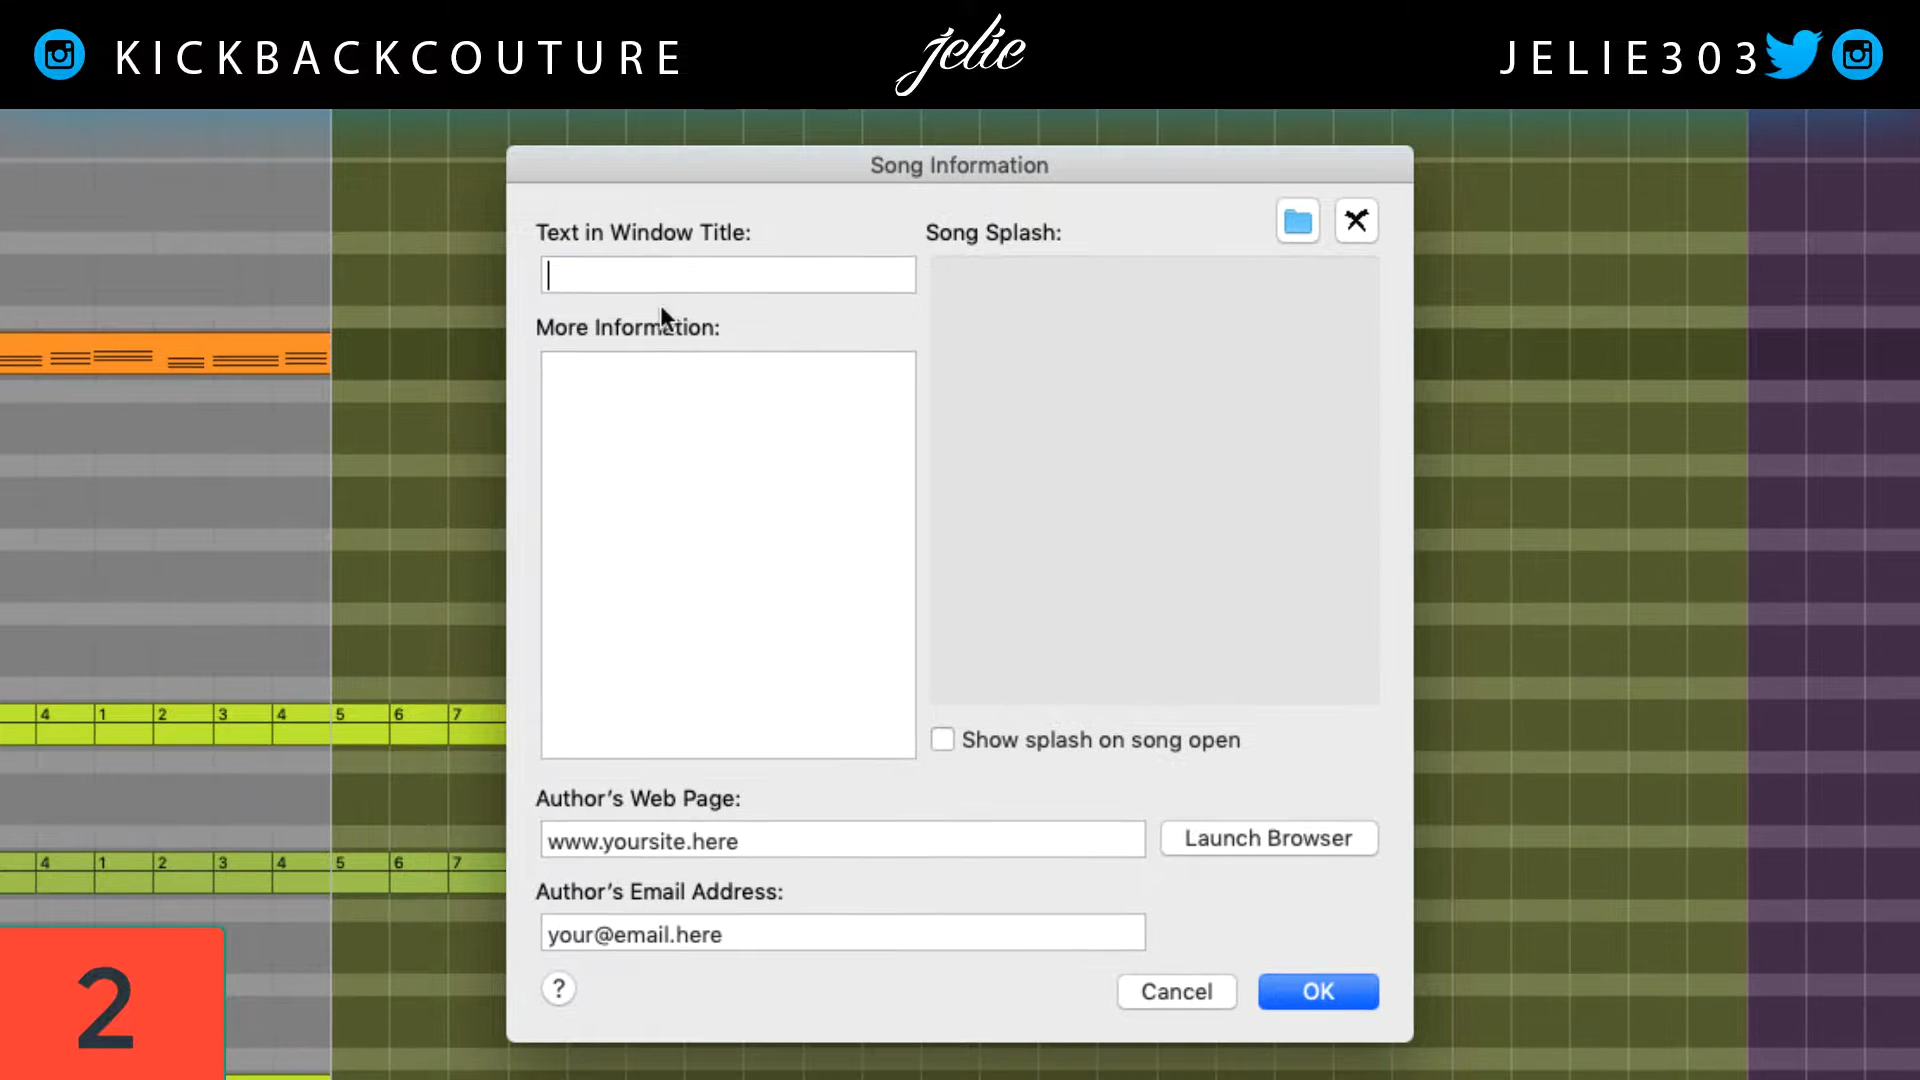 KICKBACKCOUTURE
jelie
JELIE303
Song Information
Text in Window Title:
Song Splash:
More Information:
Show splash on song open
4 1 2 3 4 5 6 7
Author's Web Page:
www.yoursite.here
Launch Browser
4 1 2 3 4 5 6 7
Author's Email Address:
your@email.here
?
Cancel
OK
2